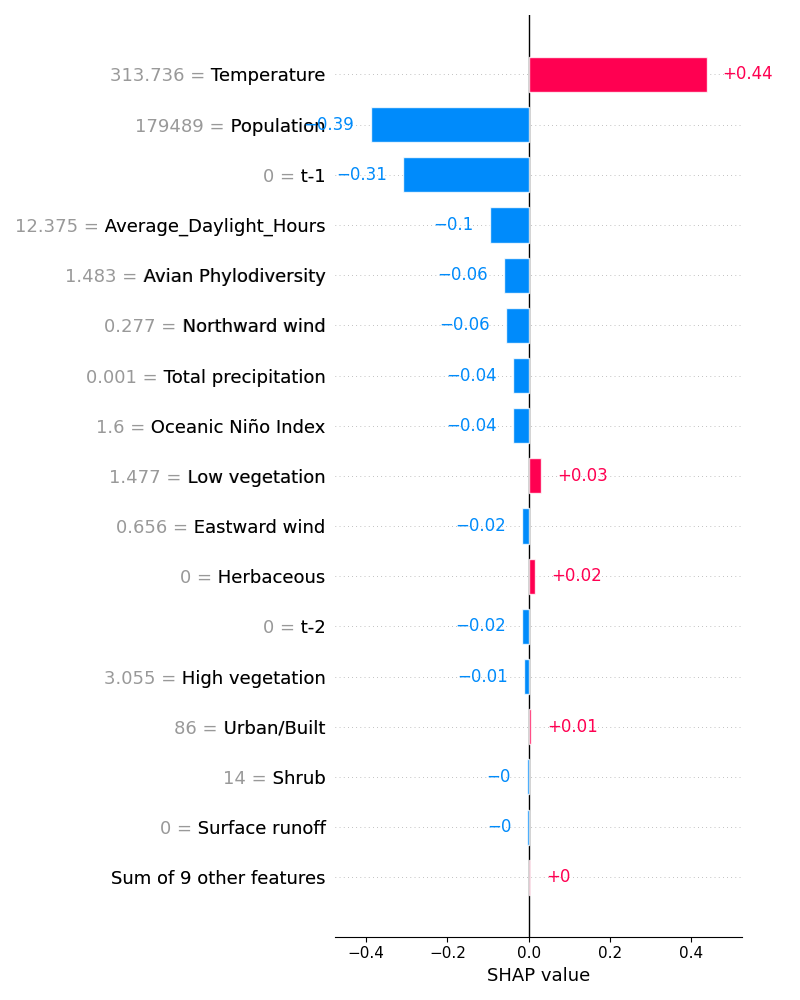 313.736 = Temperature +0.44
179489 = Population −0.39
0 = t-1 −0.31
12.375 = Average_Daylight_Hours −0.1
1.483 = Avian Phylodiversity −0.06
0.277 = Northward wind −0.06
0.001 = Total precipitation −0.04
1.6 = Oceanic Niño Index −0.04
1.477 = Low vegetation +0.03
0.656 = Eastward wind −0.02
0 = Herbaceous +0.02
0 = t-2 −0.02
3.055 = High vegetation −0.01
86 = Urban/Built +0.01
14 = Shrub −0
0 = Surface runoff −0
Sum of 9 other features +0
−0.4 −0.2 0.0 0.2 0.4
SHAP value